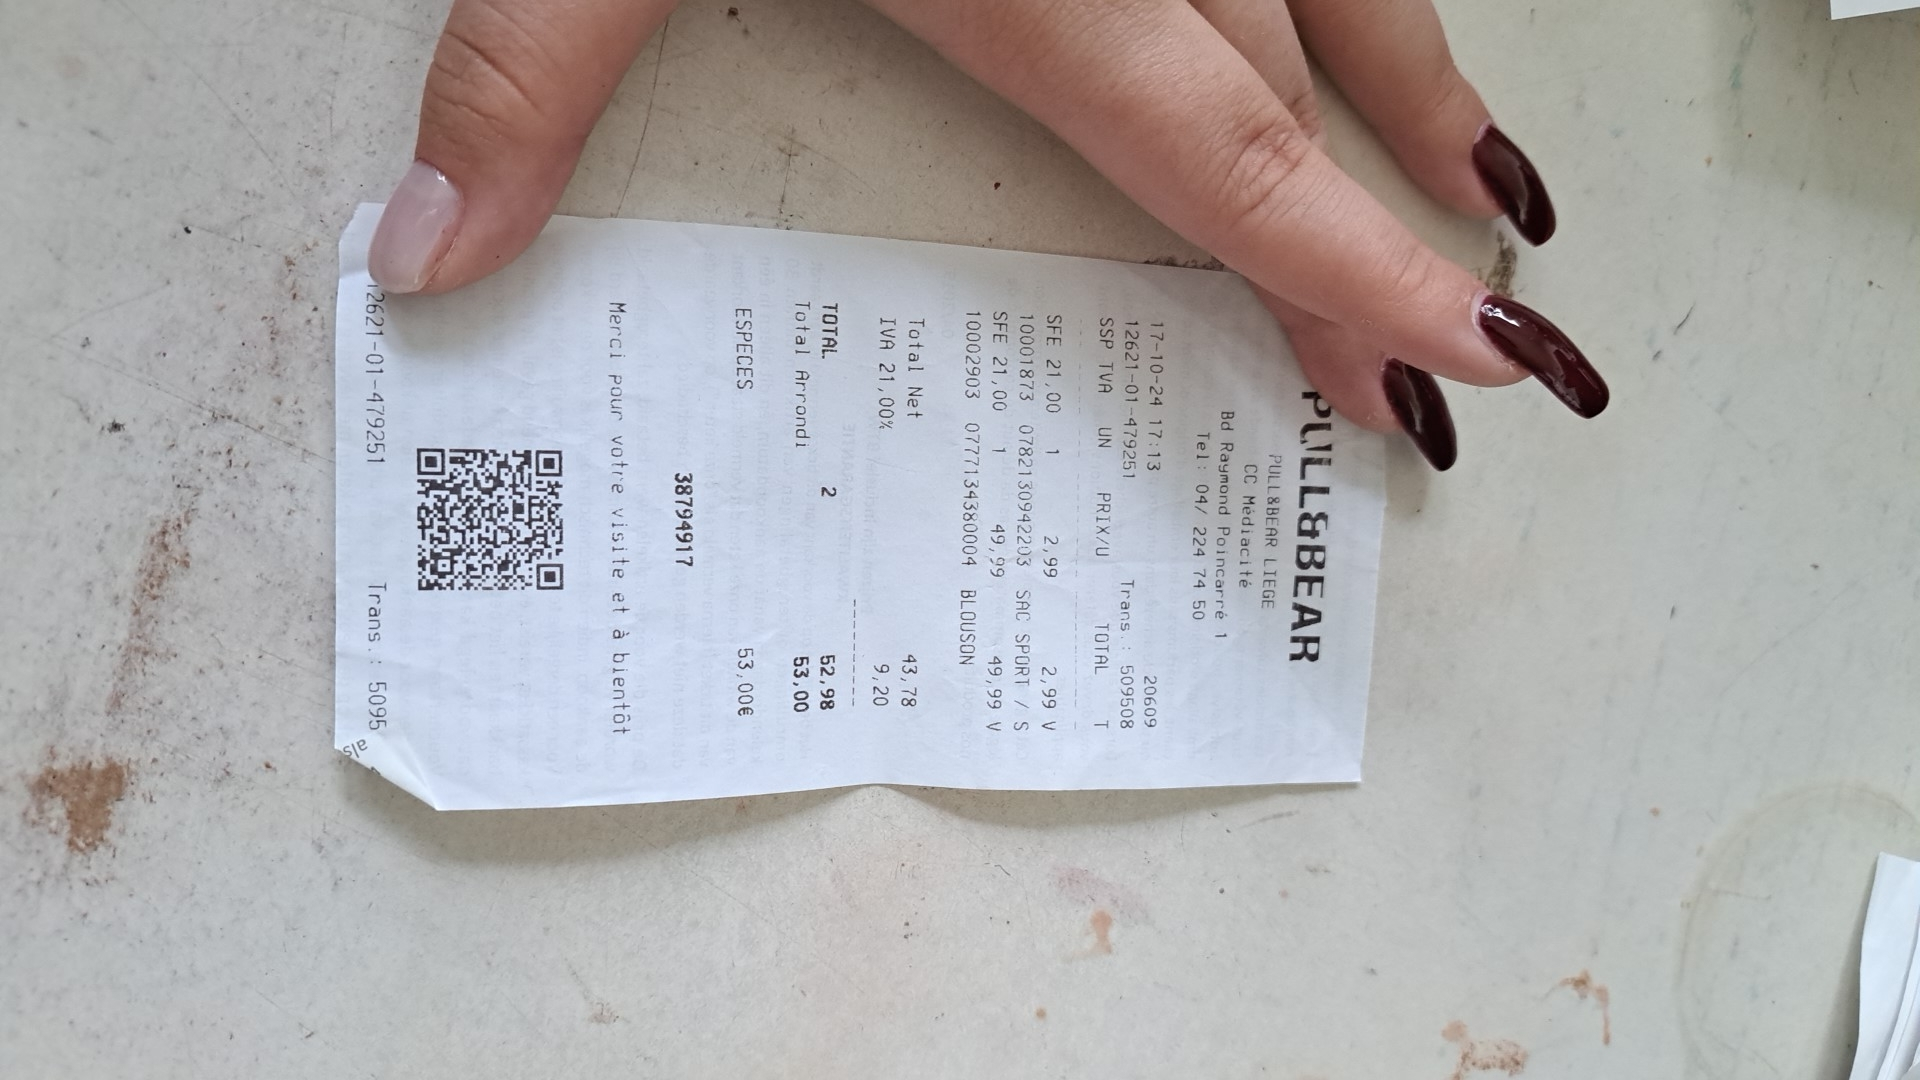 PULL&BEAR
PULL&BEAR LIEGE
CC Médiacité
Bd Raymond Poincarré 1
Tel: 04/ 224 74 50
17-10-24 17:13 20609
12621-01-479251 Trans.: 509508
SSP TVA UN PRIX/U TOTAL T
SFE 21,00 1 2,99 2,99 V
10001873 07821309422203 SAC SPORT / S
SFE 21,00 1 49,99 49,99 V
10002903 07771343800004 BLOUSON
Total Net 43,78
IVA 21,00% 9,20
TOTAL 2 52,98
Total Arrondi 53,00
ESPECES 53,00€
38794917
Merci pour votre visite et à bientôt
12621-01-479251 Trans.: 5095
als